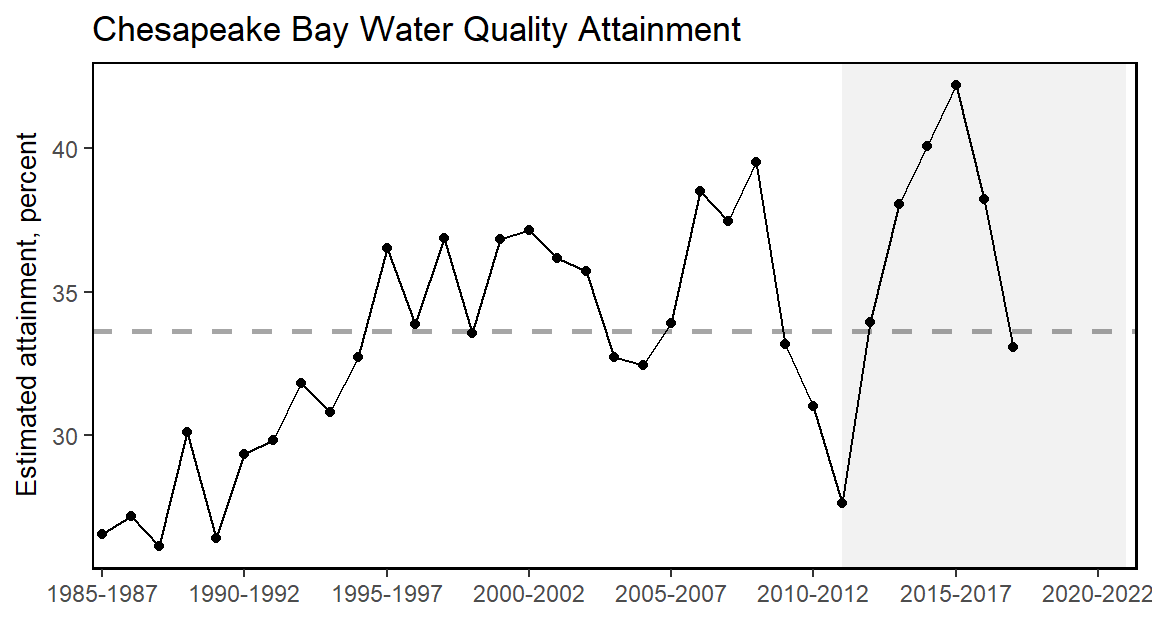 Chesapeake Bay Water Quality Attainment
Estimated attainment, percent
40
35
30
1985-1987 1990-1992 1995-1997 2000-2002 2005-2007 2010-2012 2015-2017 2020-2022